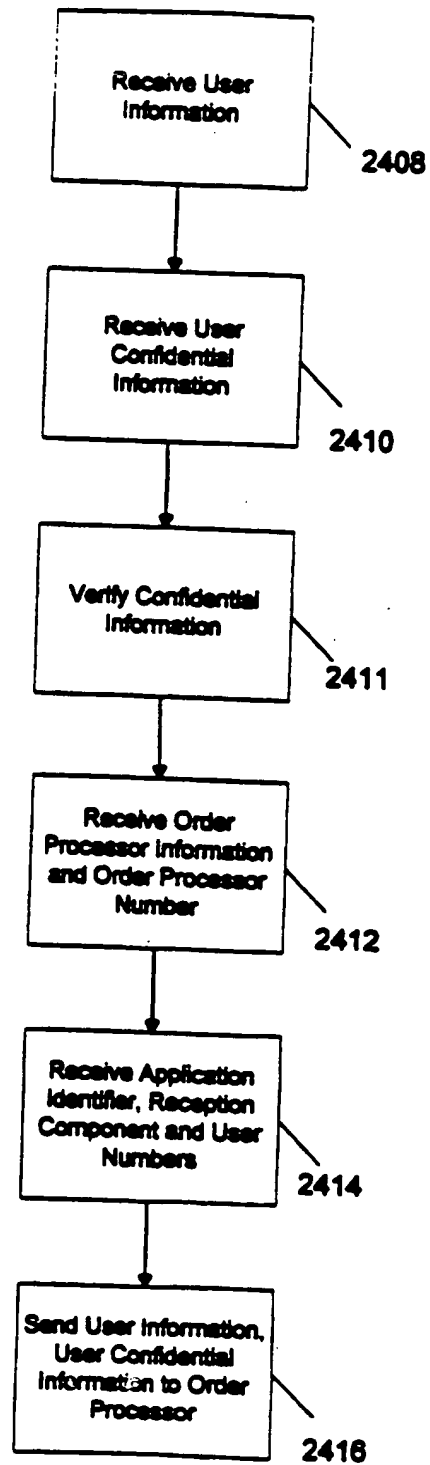 Receive User
Information
2408
Receive User
Confidential
Information
2410
Verify Confidential
Information
2411
Receive Order
Processor Information
and Order Processor
Number
2412
Receive Application
Identifier, Reception
Component and User
Numbers
2414
Send User Information,
User Confidential
Information to Order
Processor
2416